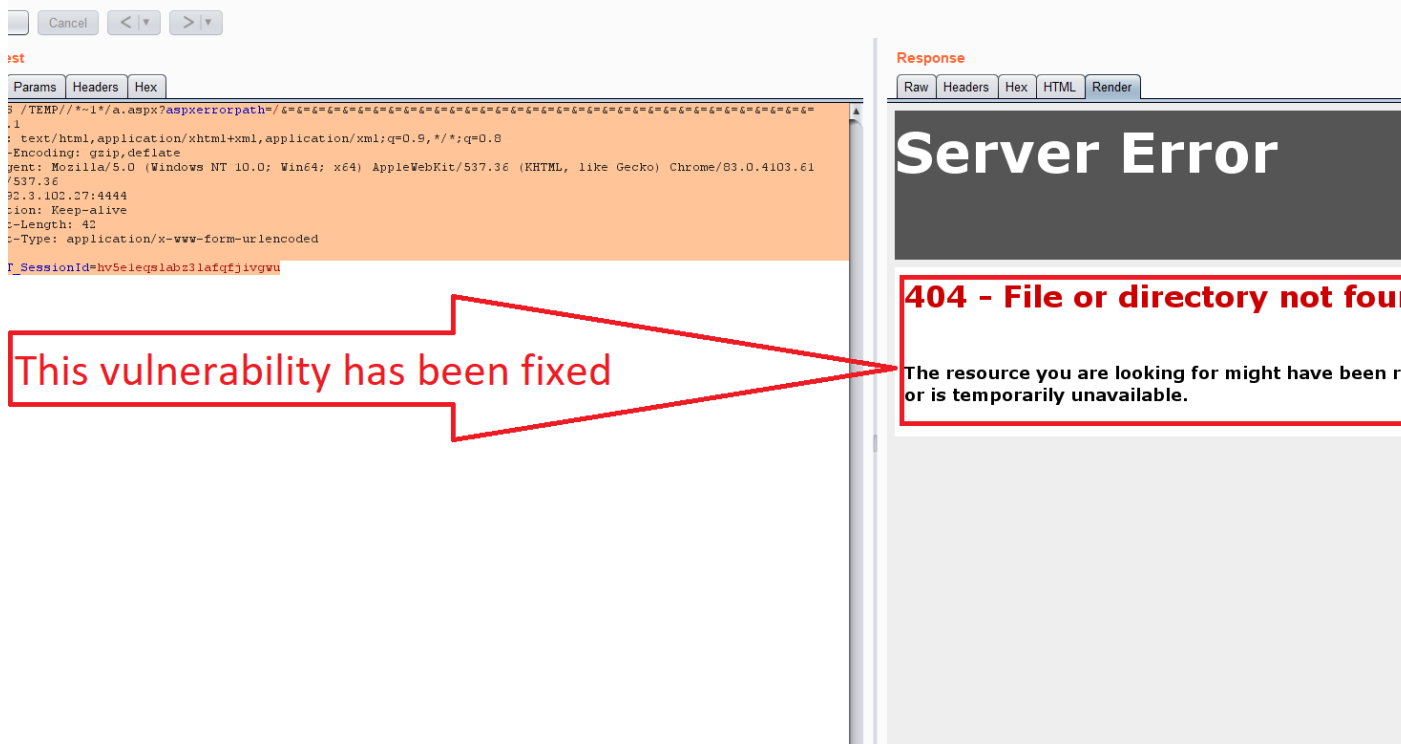 Cancel < | ▼ > | ▼
est
Response
Params Headers Hex
Raw Headers Hex HTML Render
S /TEMP//*~1*/a.aspx?aspxerrorpath=/&=&=&=&=&=&=&=&=&=&=&=&=&=&=&=&=&=&=&=&=&=&=&=&=&=&=&=&=&=&=&=&=&=&=&=
.1
: text/html,application/xhtml+xml,application/xml;q=0.9,*/*;q=0.8
-Encoding: gzip,deflate
gent: Mozilla/5.0 (Windows NT 10.0; Win64; x64) AppleWebKit/537.36 (KHTML, like Gecko) Chrome/83.0.4103.61
/537.36
92.3.102.27:4444
tion: Keep-alive
t-Length: 42
t-Type: application/x-www-form-urlencoded
T_SessionId=hv5eieqslabz3lafqfjivgwu
Server Error
404 - File or directory not fou
This vulnerability has been fixed
The resource you are looking for might have been r
or is temporarily unavailable.